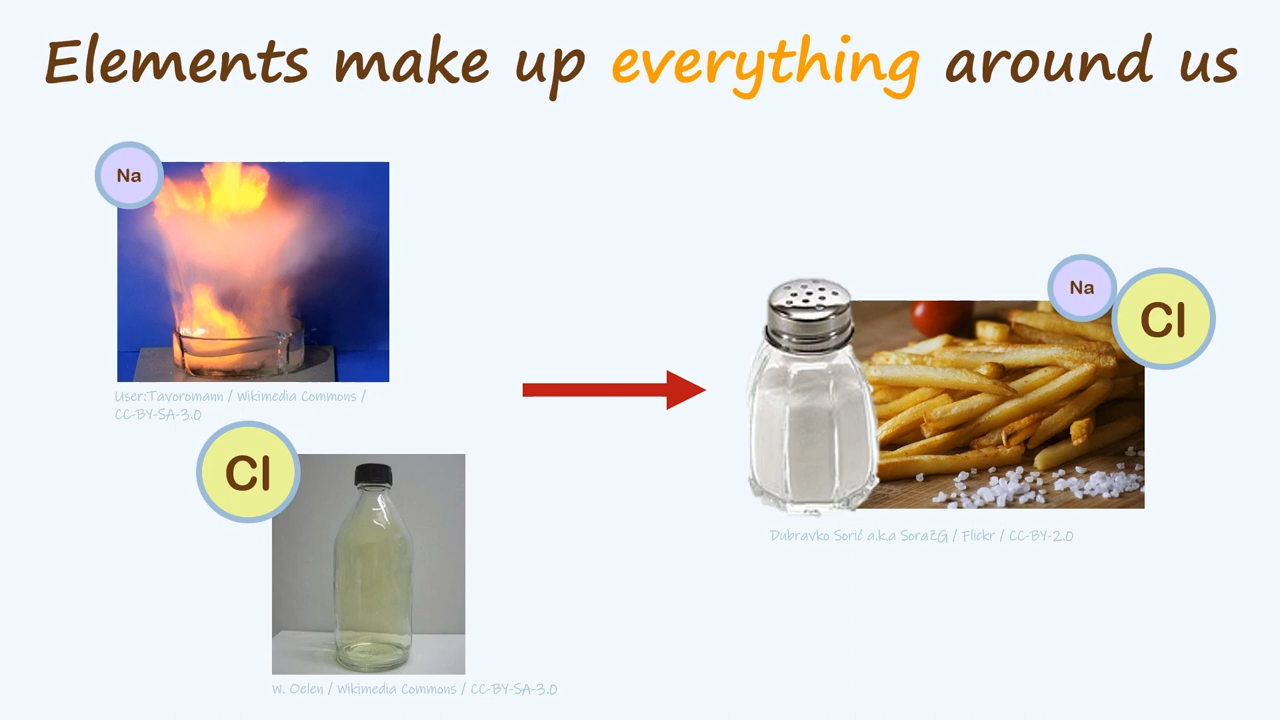 Elements make up everything around us
Na
User:Tavoromann / Wikimedia Commons /
CC-BY-SA-3.0
Cl
W. Oelen / Wikimedia Commons / CC-BY-SA-3.0
Na
Cl
Dubravko Sorić a.k.a SoraZG / Flickr / CC-BY-2.0